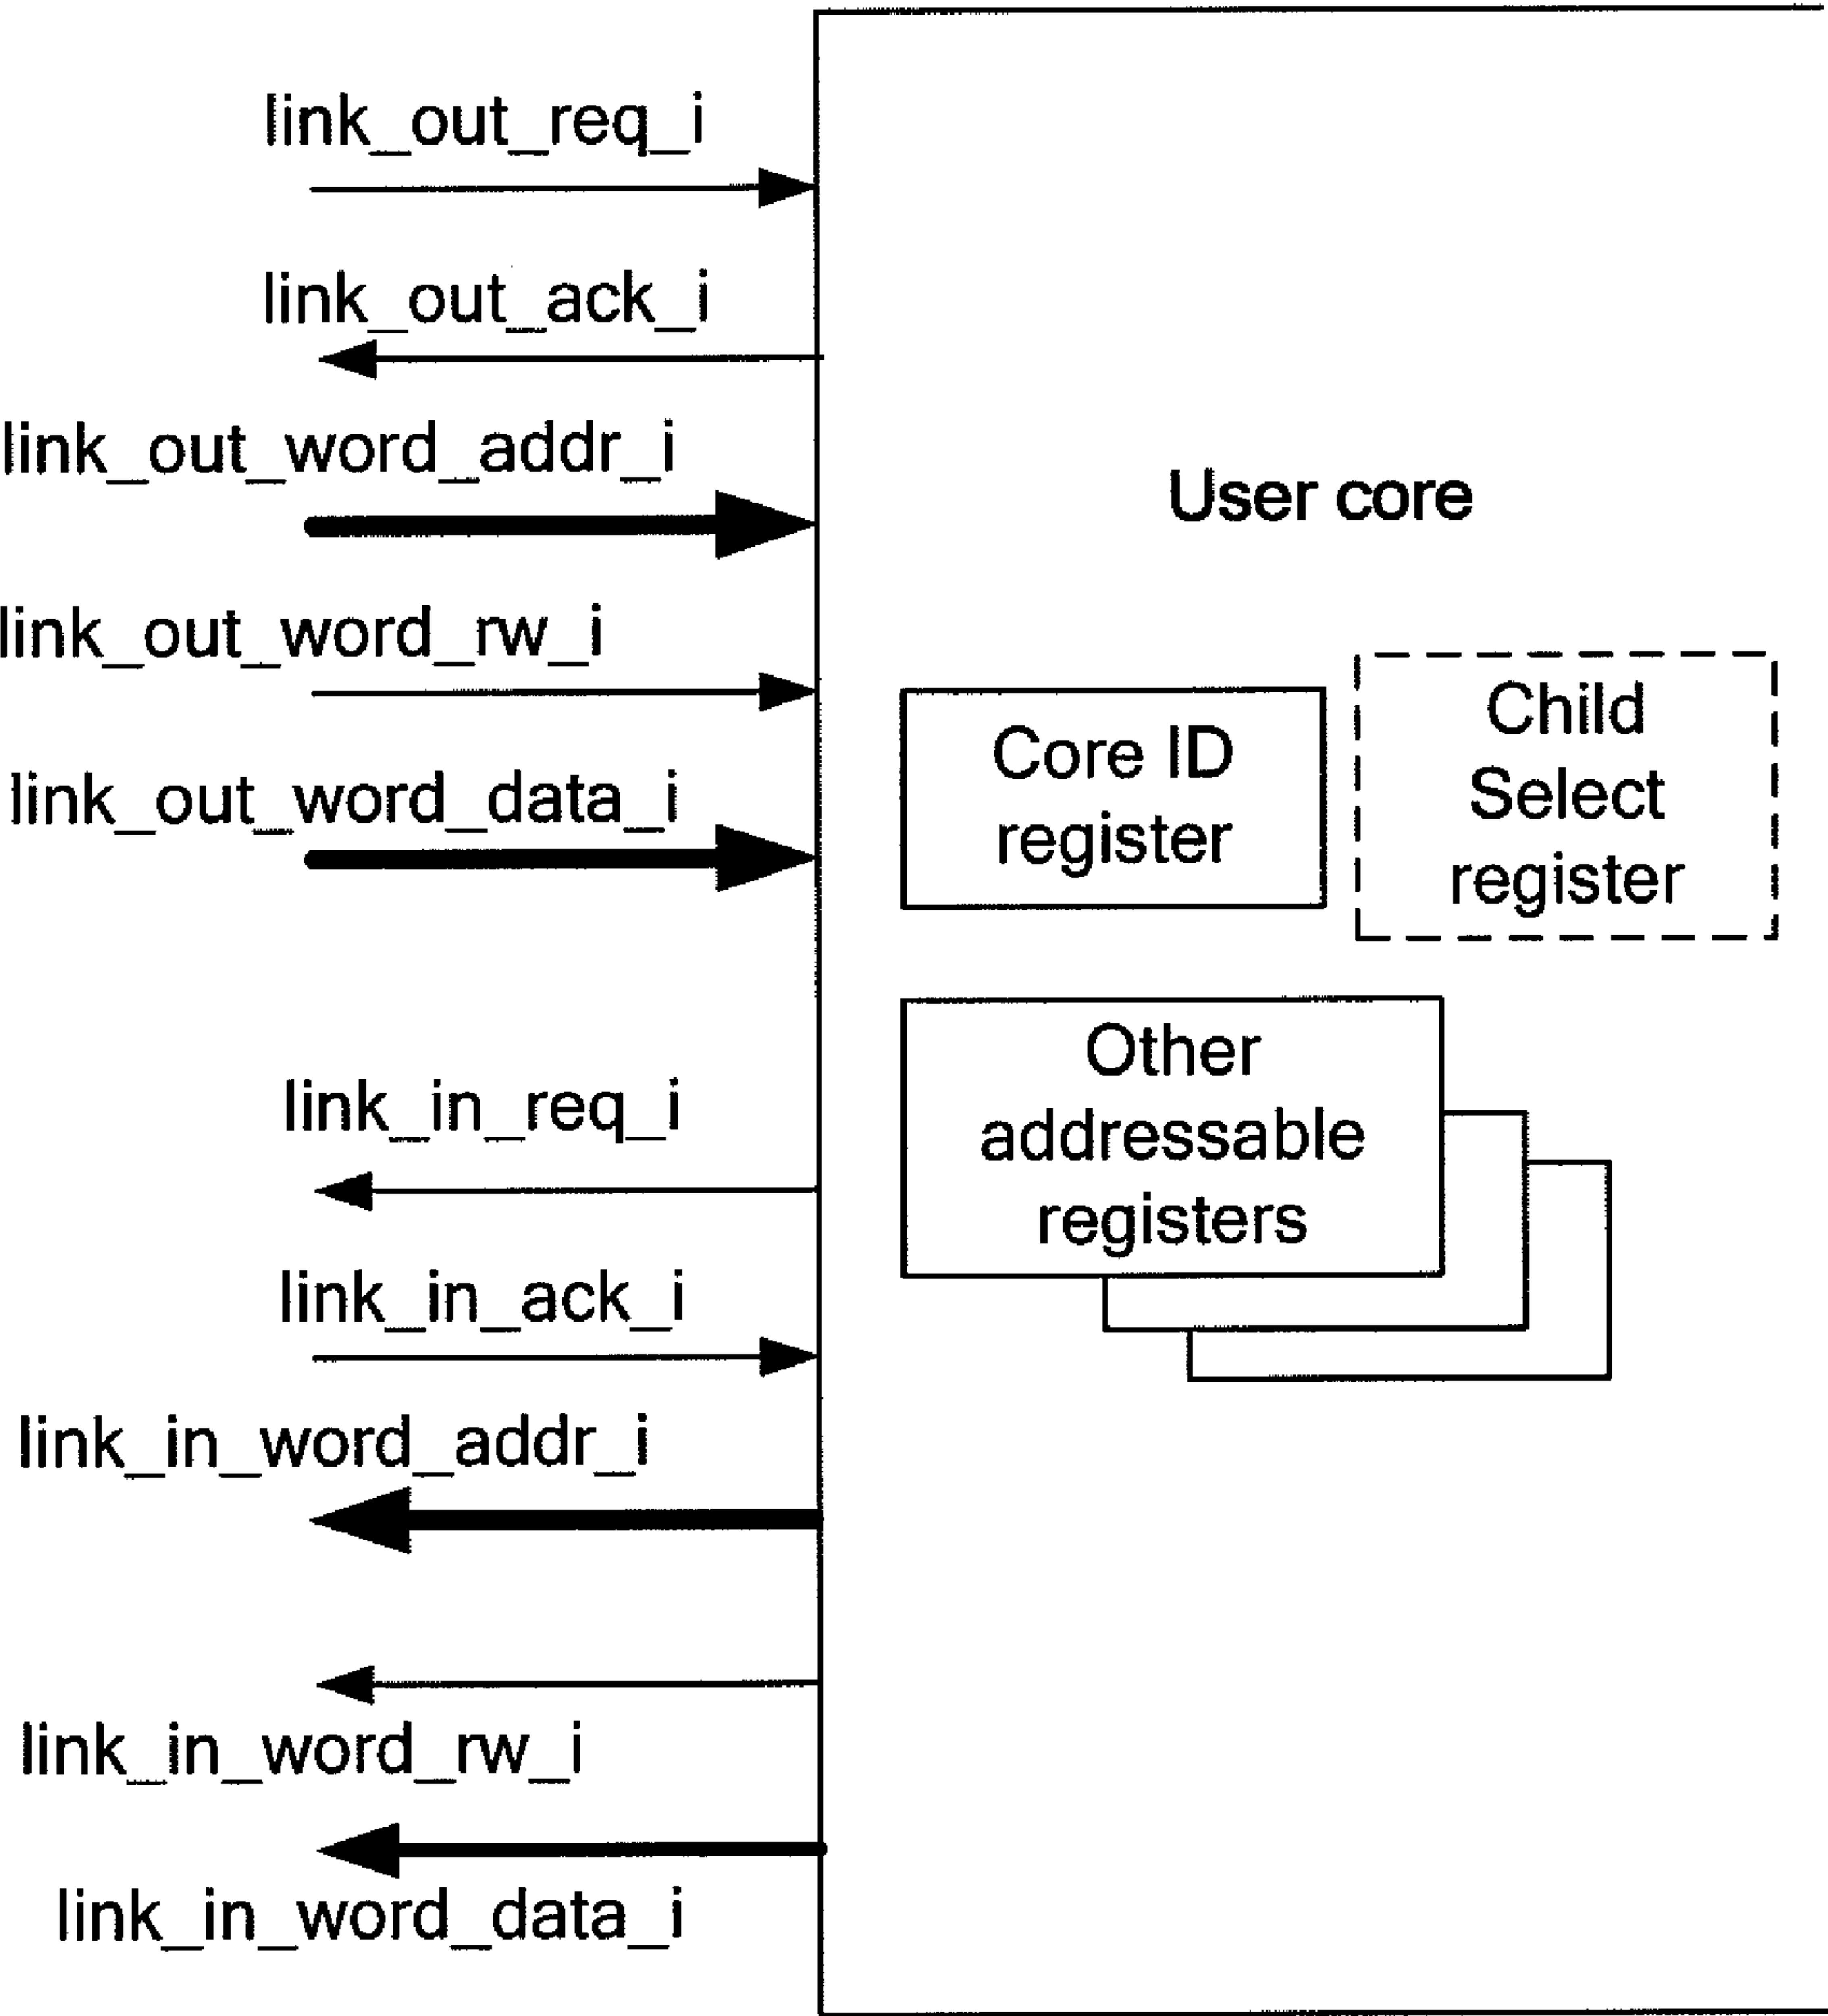 link_out_req_i
link_out_ack_i
link_out_word_addr_i
User core
link_out_word_rw_i
Core ID
register
Child
Select
register
link_out_word_data_i
Other
addressable
registers
link_in_req_i
link_in_ack_i
link_in_word_addr_i
link_in_word_rw_i
link_in_word_data_i